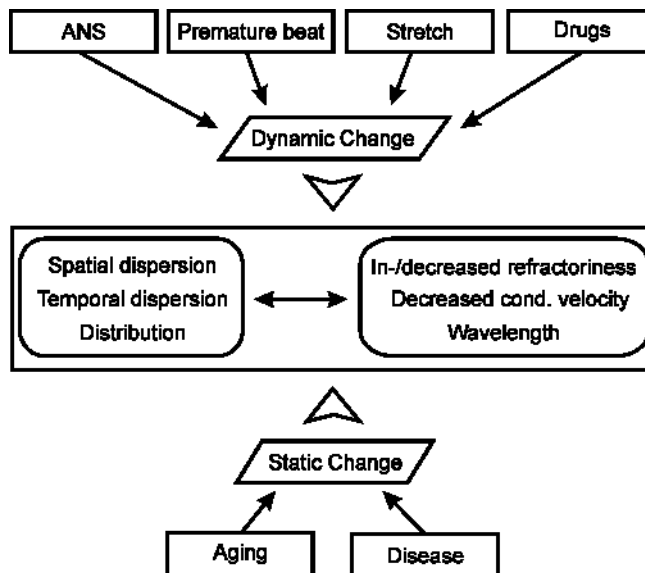 ANS
Premature beat
Stretch
Drugs
Dynamic Change
Spatial dispersion
Temporal dispersion
Distribution
In-/decreased refractoriness
Decreased cond. velocity
Wavelength
Static Change
Aging
Disease